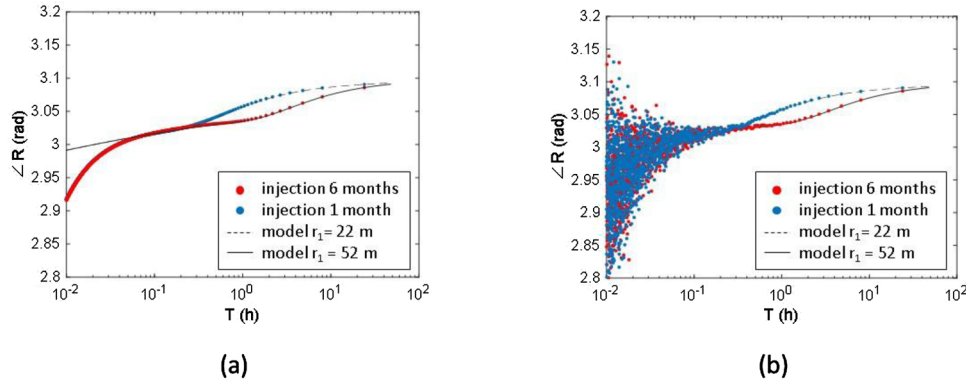 3.2
3.15
3.1
3.05
3
2.95
2.9
2.85
2.8
∠ R (rad)
injection 6 months
injection 1 month
model r₁= 22 m
model r₁ = 52 m
10⁻² 10⁻¹ 10⁰ 10¹ 10²
T (h)
(a)
3.2
3.15
3.1
3.05
3
2.95
2.9
2.85
2.8
∠ R (rad)
injection 6 months
injection 1 month
model r₁= 22 m
model r₁ = 52 m
10⁻² 10⁻¹ 10⁰ 10¹ 10²
T (h)
(b)